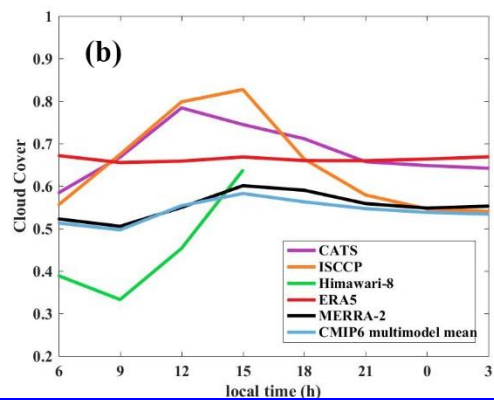 (b)
Cloud Cover
1
0.9
0.8
0.7
0.6
0.5
0.4
0.3
0.2
CATS
ISCCP
Himawari-8
ERA5
MERRA-2
CMIP6 multimodel mean
6 9 12 15 18 21 0 3
local time (h)